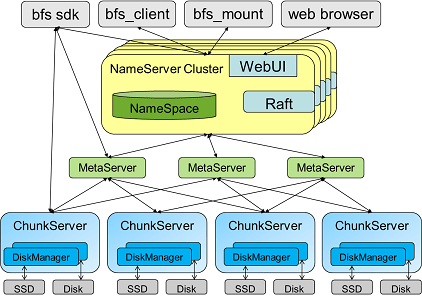 bfs sdk bfs_client bfs_mount web browser
NameServer Cluster WebUI
NameSpace Raft
MetaServer MetaServer MetaServer
ChunkServer ChunkServer ChunkServer ChunkServer
DiskManager DiskManager DiskManager DiskManager
SSD Disk SSD Disk SSD Disk SSD Disk